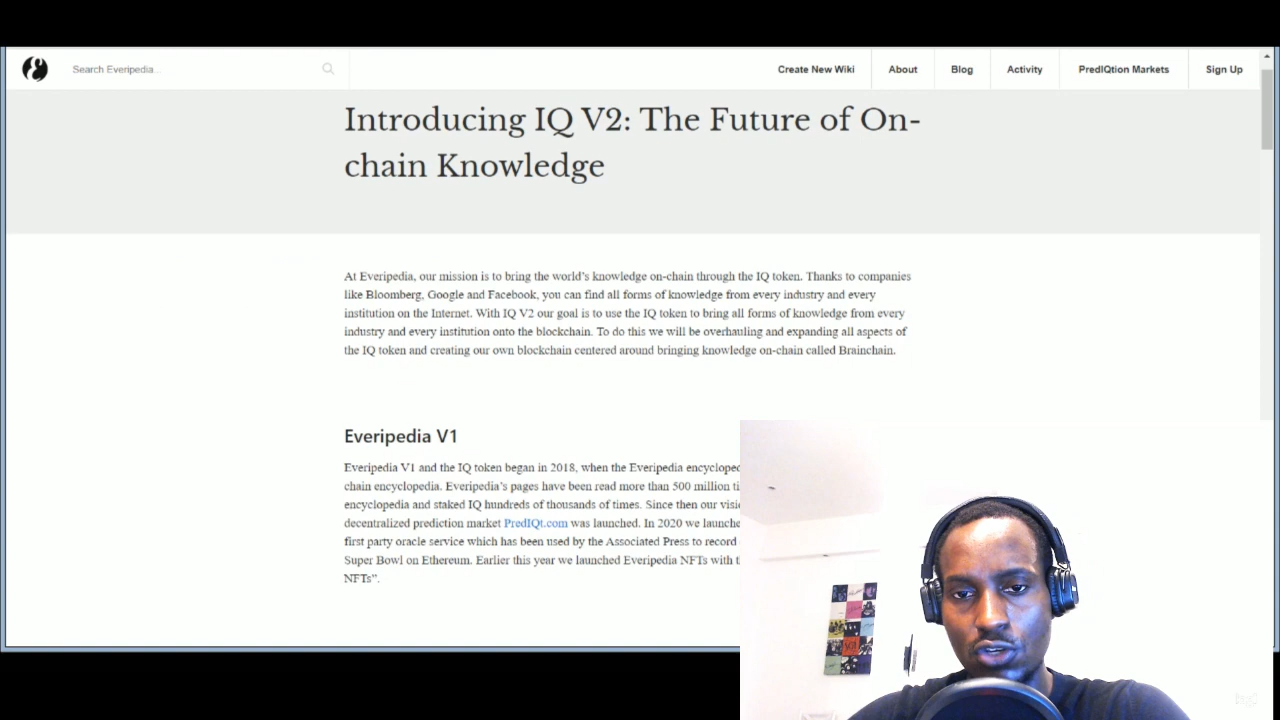 Search Everipedia...
Create New Wiki
About
Blog
Activity
PredIQtion Markets
Sign Up
Introducing IQ V2: The Future of On-
chain Knowledge
At Everipedia, our mission is to bring the world's knowledge on-chain through the IQ token. Thanks to companies
like Bloomberg, Google and Facebook, you can find all forms of knowledge from every industry and every
institution on the Internet. With IQ V2 our goal is to use the IQ token to bring all forms of knowledge from every
industry and every institution onto the blockchain. To do this we will be overhauling and expanding all aspects of
the IQ token and creating our own blockchain centered around bringing knowledge on-chain called Brainchain.
Everipedia V1
Everipedia V1 and the IQ token began in 2018, when the Everipedia encycloped
chain encyclopedia. Everipedia's pages have been read more than 500 million ti
encyclopedia and staked IQ hundreds of thousands of times. Since then our visi
decentralized prediction market PredIQt.com was launched. In 2020 we launche
first party oracle service which has been used by the Associated Press to record
Super Bowl on Ethereum. Earlier this year we launched Everipedia NFTs with t
NFTs".